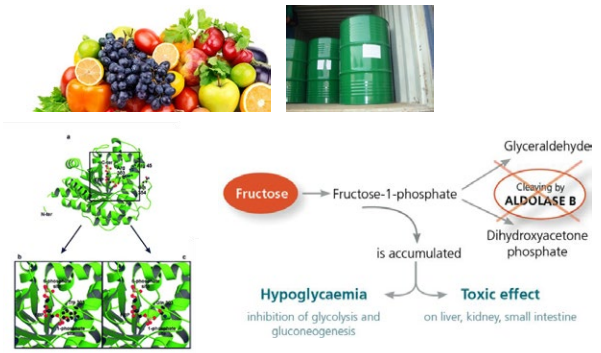 a
b
c
Fructose
Fructose-1-phosphate
Glyceraldehyde
Cleaving by
ALDOLASE B
Dihydroxyacetone
phosphate
is accumulated
Hypoglycaemia
inhibition of glycolysis and
gluconeogenesis
Toxic effect
on liver, kidney, small intestine